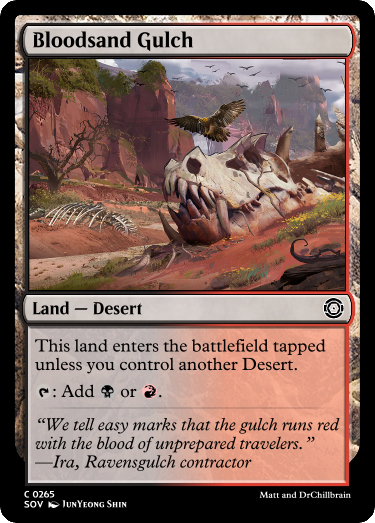 Bloodsand Gulch
Land — Desert
This land enters the battlefield tapped
unless you control another Desert.
: Add or .
“We tell easy marks that the gulch runs red
with the blood of unprepared travelers.”
—Ira, Ravensgulch contractor
C 0265
SOV JunYeong Shin
Matt and DrChillbrain